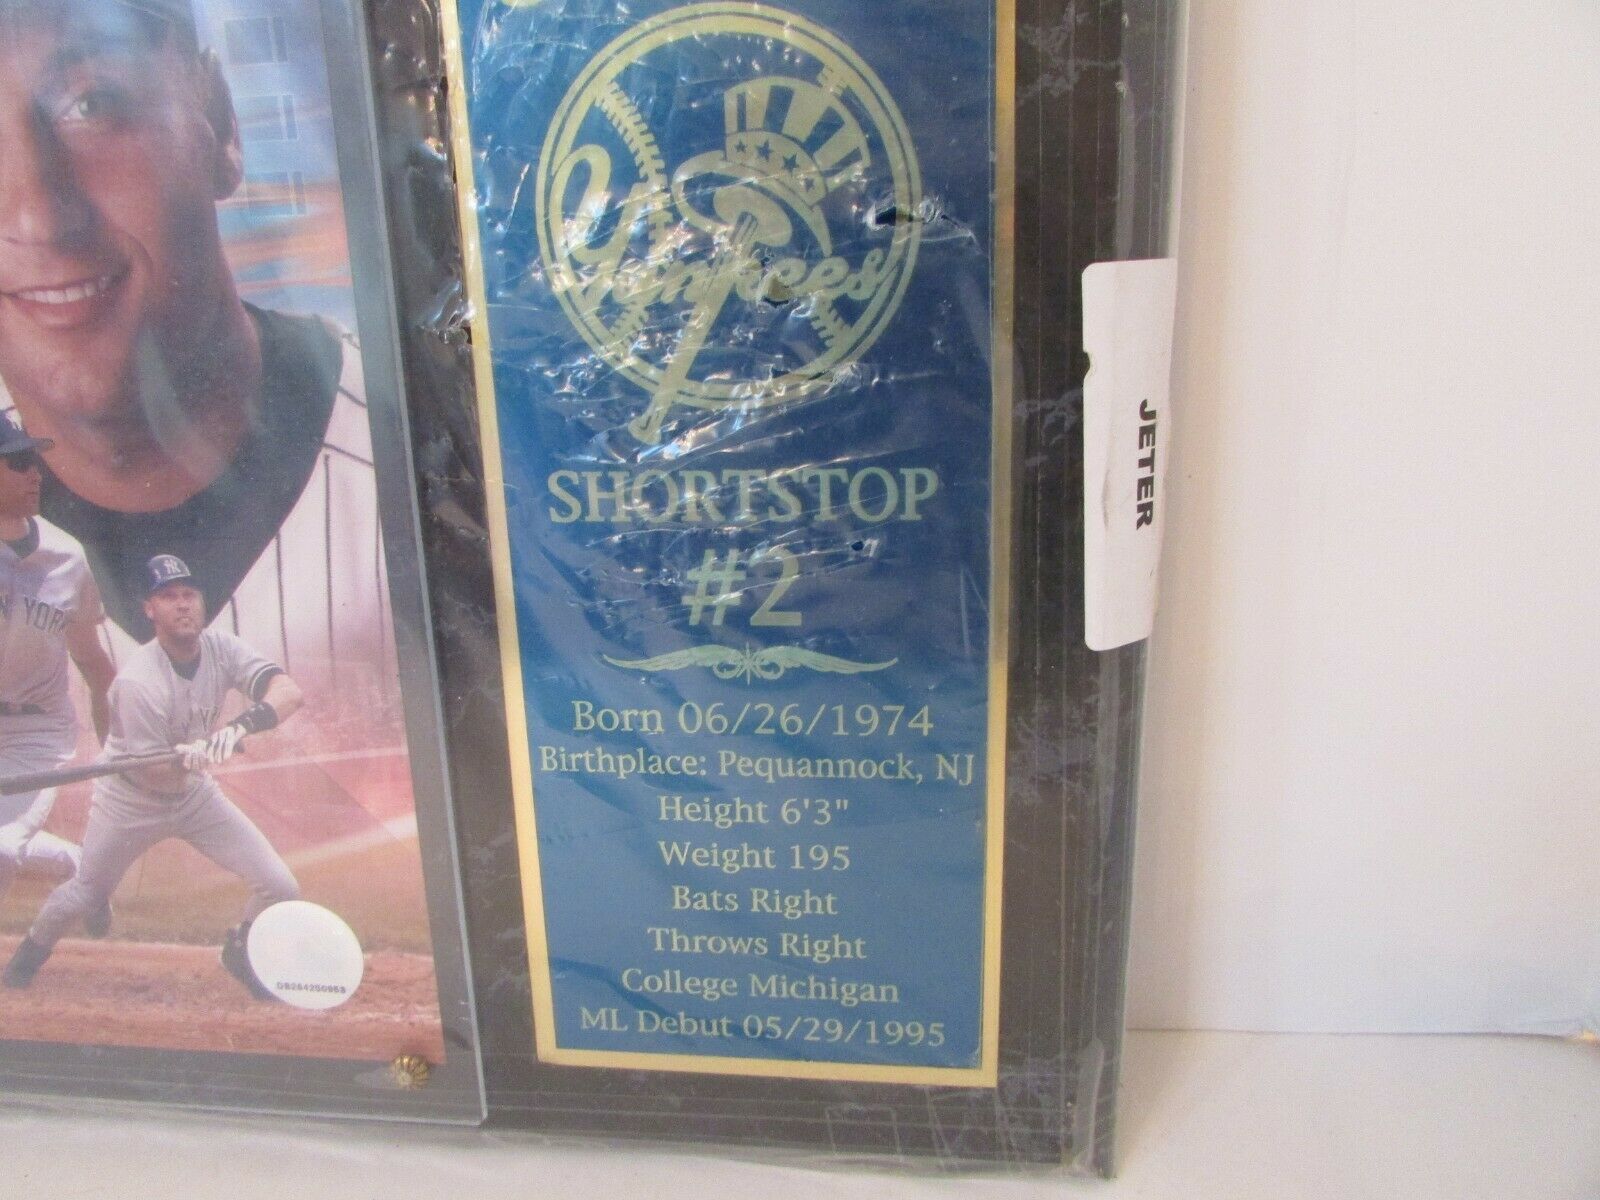 Yankees
SHORTSTOP
#2
Born 06/26/1974
Birthplace: Pequannock, NJ
Height 6'3"
Weight 195
Bats Right
Throws Right
College Michigan
ML Debut 05/29/1995
JETER
NEW YORK
NY